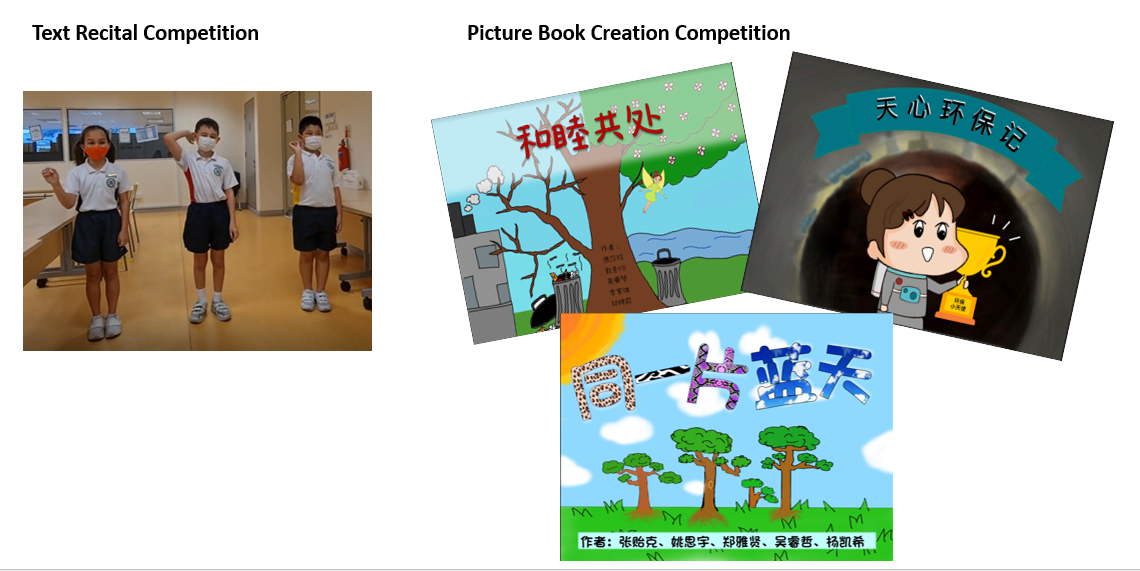 Text Recital Competition
Picture Book Creation Competition
和睦共处
作者：
天心环保记
环保
小天使
同一片蓝天
作者：张贻克、姚思宇、郑雅贤、吴睿哲、杨凯希